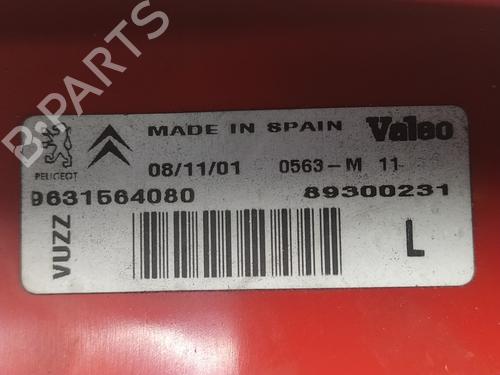 B-PARTS
MADE IN SPAIN Valeo
PEUGEOT 08/11/01 0563-M 11
9631564080 89300231
VUZZ
L